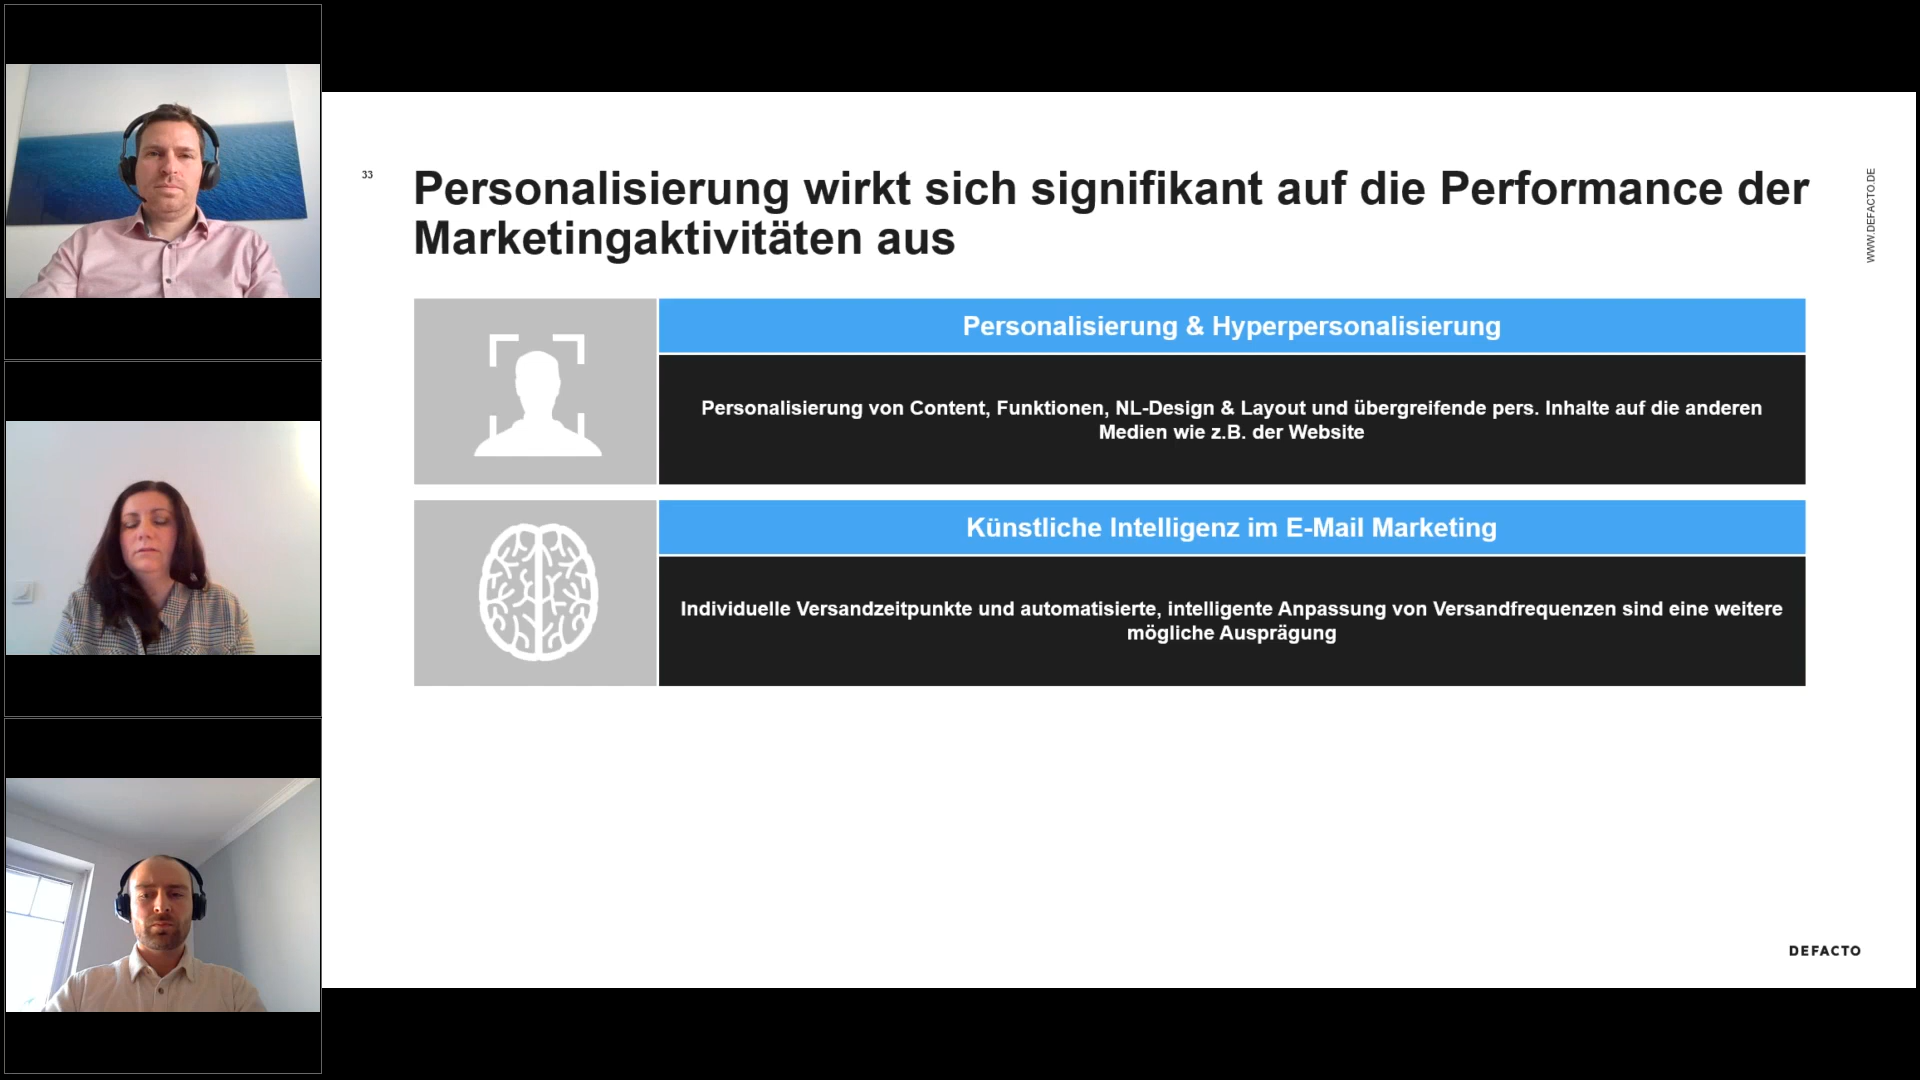 33
Personalisierung wirkt sich signifikant auf die Performance der
Marketingaktivitäten aus
WWW.DEFACTO.DE
Personalisierung & Hyperpersonalisierung
Personalisierung von Content, Funktionen, NL-Design & Layout und übergreifende pers. Inhalte auf die anderen
Medien wie z.B. der Website
Künstliche Intelligenz im E-Mail Marketing
Individuelle Versandzeitpunkte und automatisierte, intelligente Anpassung von Versandfrequenzen sind eine weitere
mögliche Ausprägung
DEFACTO